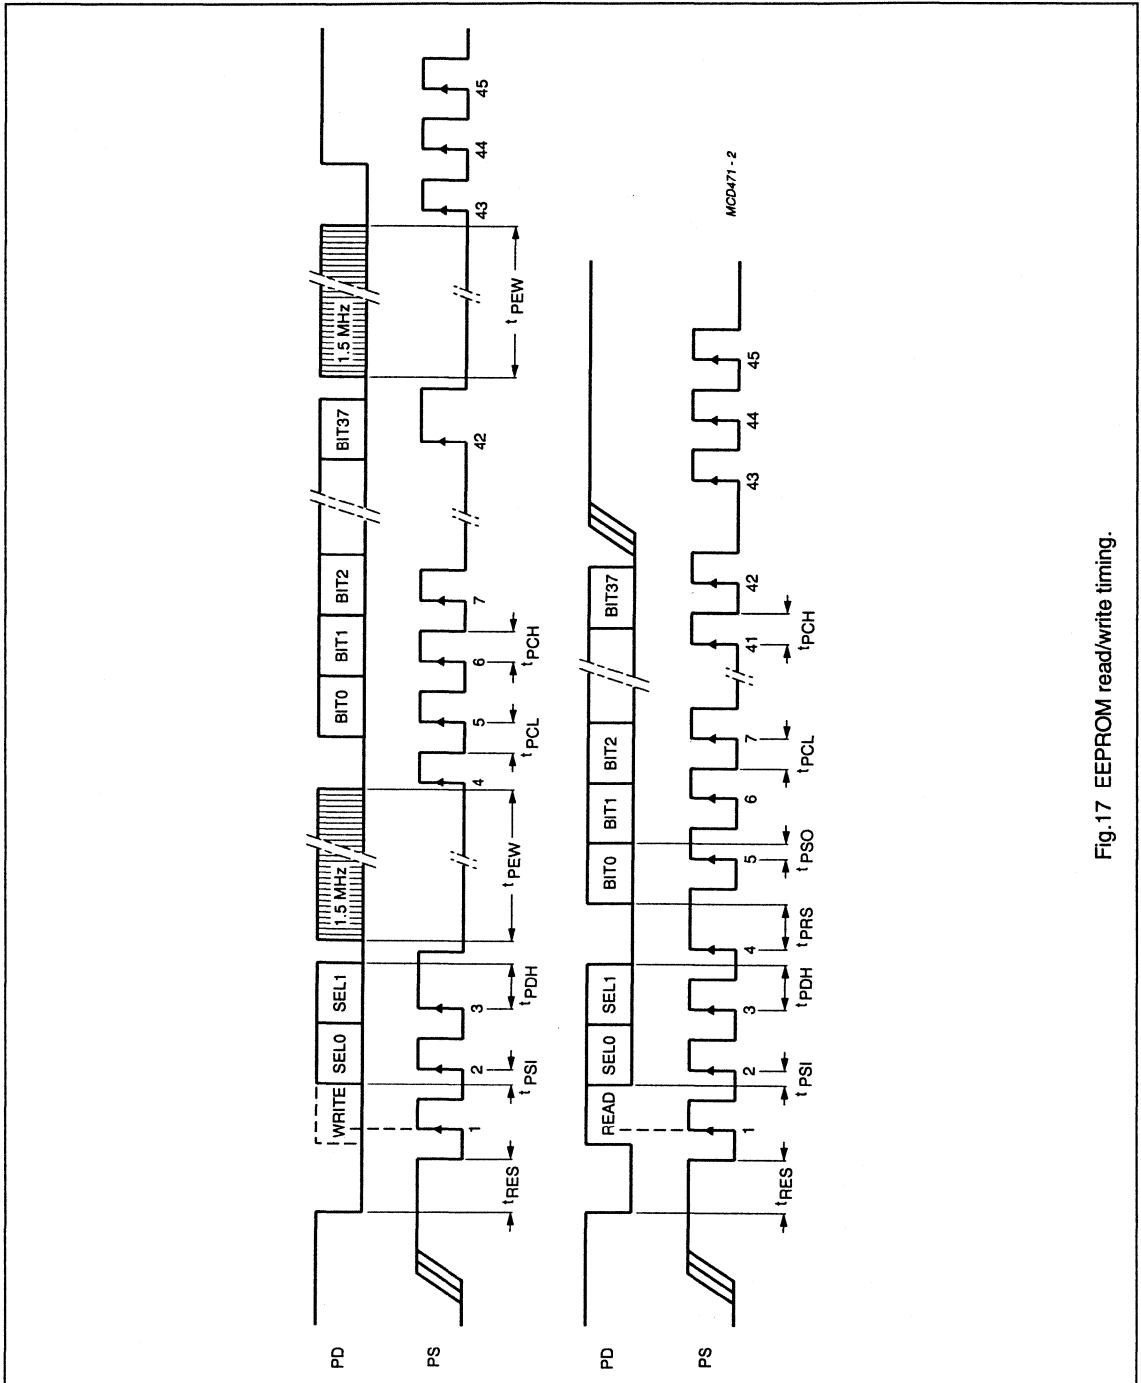 PD
WRITE
SEL0
SEL1
1.5 MHz
BIT0
BIT1
BIT2
BIT37
1.5 MHz
PS
1
2
3
4
5
6
7
42
43
44
45
tRES
tPSI
tPDH
tPEW
tPCL
tPCH
tPEW
PD
READ
SEL0
SEL1
BIT0
BIT1
BIT2
BIT37
PS
1
2
3
4
5
6
7
41
42
43
44
45
tRES
tPSI
tPDH
tPRS
tPSO
tPCL
tPCH
MCD471 - 2
Fig.17 EEPROM read/write timing.